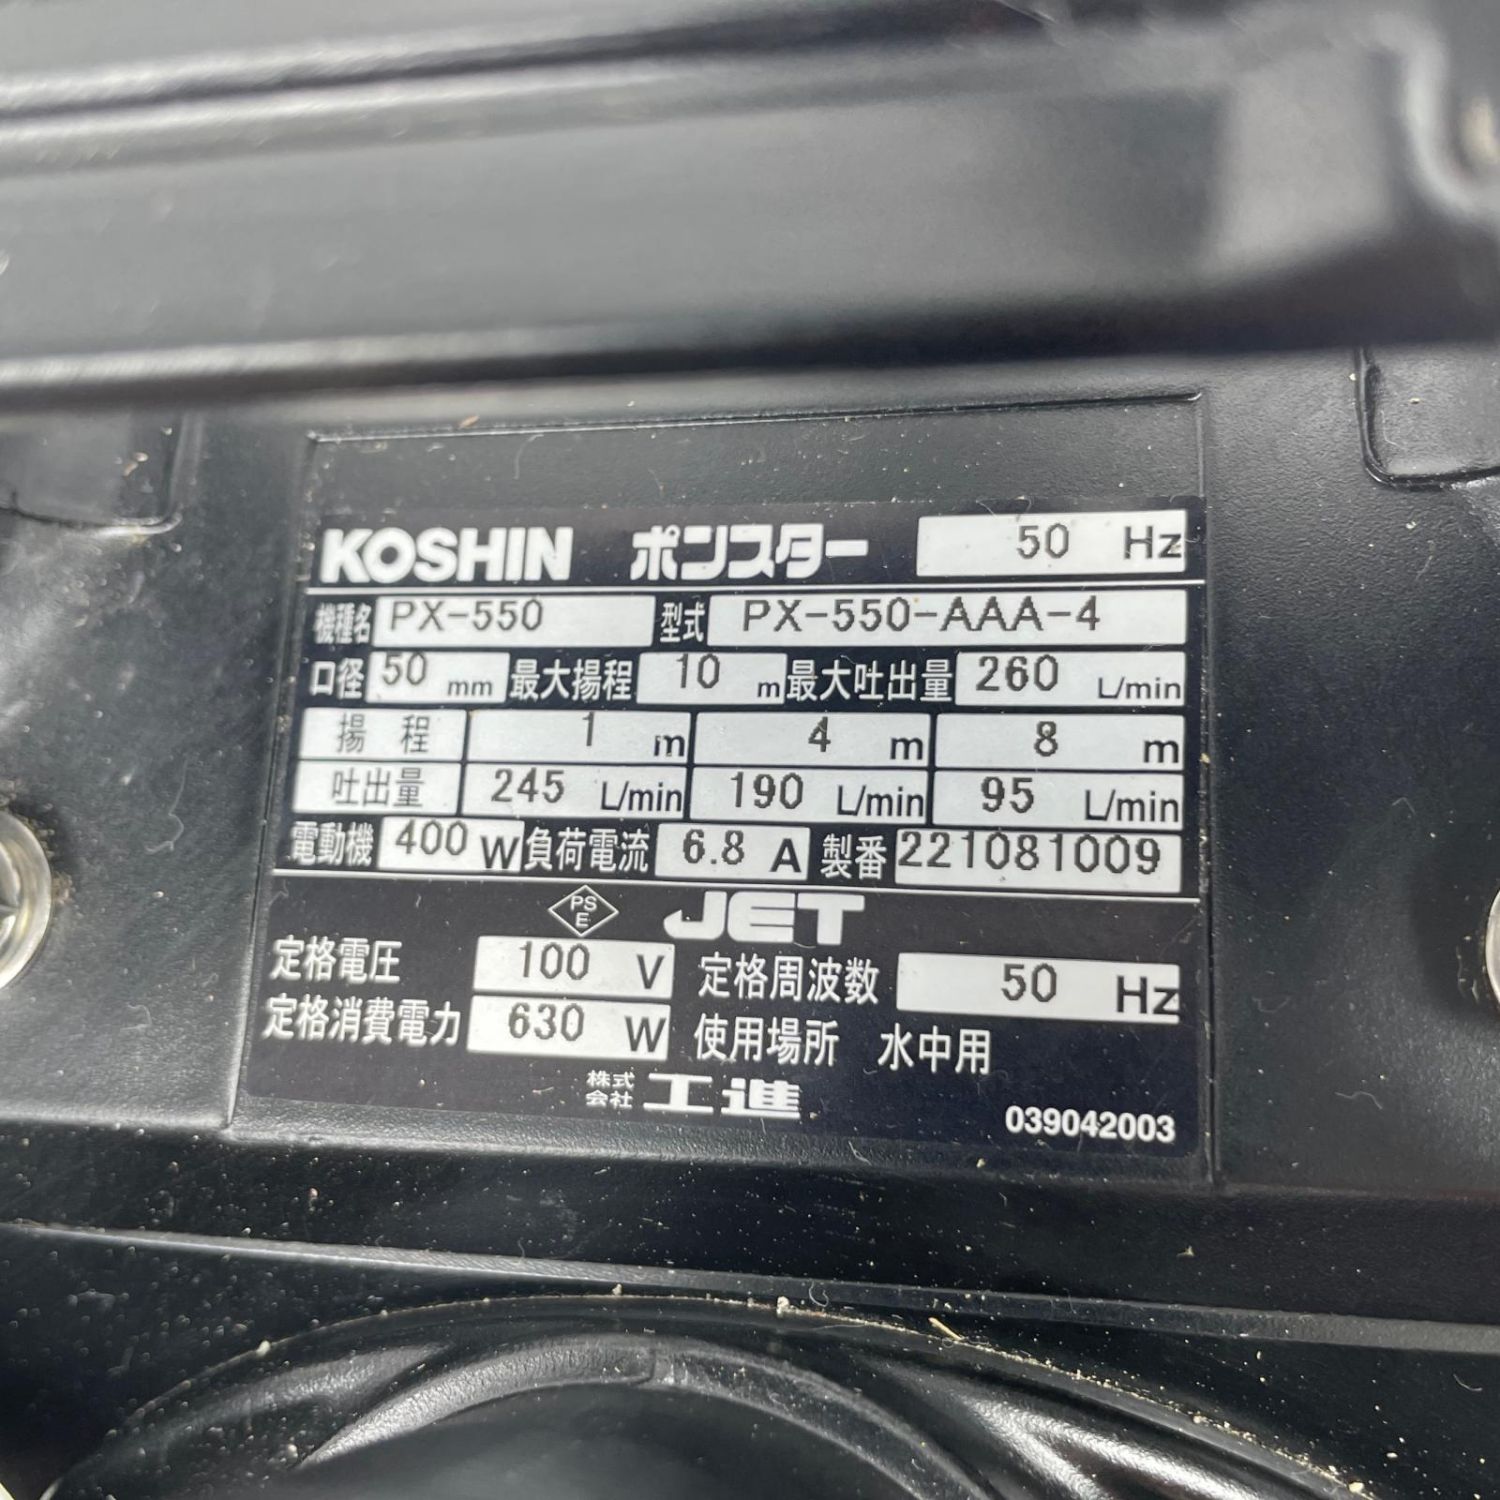 KOSHIN ポンスター 50 Hz
機種名 PX-550 型式 PX-550-AAA-4
口径 50 mm 最大揚程 10 m 最大吐出量 260 L/min
揚程 1 m 4 m 8 m
吐出量 245 L/min 190 L/min 95 L/min
電動機 400 W 負荷電流 6.8 A 製番 221081009
PS
E
JET
定格電圧 100 V 定格周波数 50 Hz
定格消費電力 630 W 使用場所 水中用
株式会社 工進
039042003